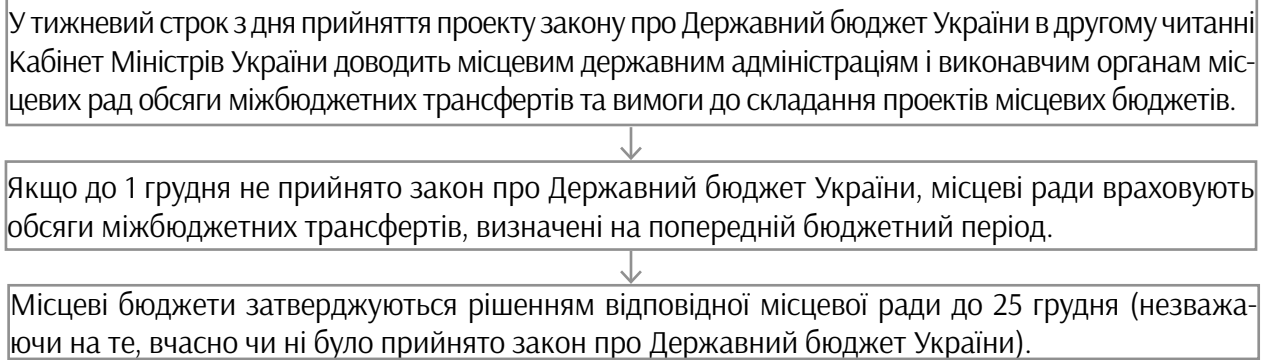 У тижневий строк з дня прийняття проекту закону про Державний бюджет України в другому читанні
Кабінет Міністрів України доводить місцевим державним адміністраціям і виконавчим органам міс-
цевих рад обсяги міжбюджетних трансфертів та вимоги до складання проектів місцевих бюджетів.
Якщо до 1 грудня не прийнято закон про Державний бюджет України, місцеві ради враховують
обсяги міжбюджетних трансфертів, визначені на попередній бюджетний період.
Місцеві бюджети затверджуються рішенням відповідної місцевої ради до 25 грудня (незважа-
ючи на те, вчасно чи ні було прийнято закон про Державний бюджет України).